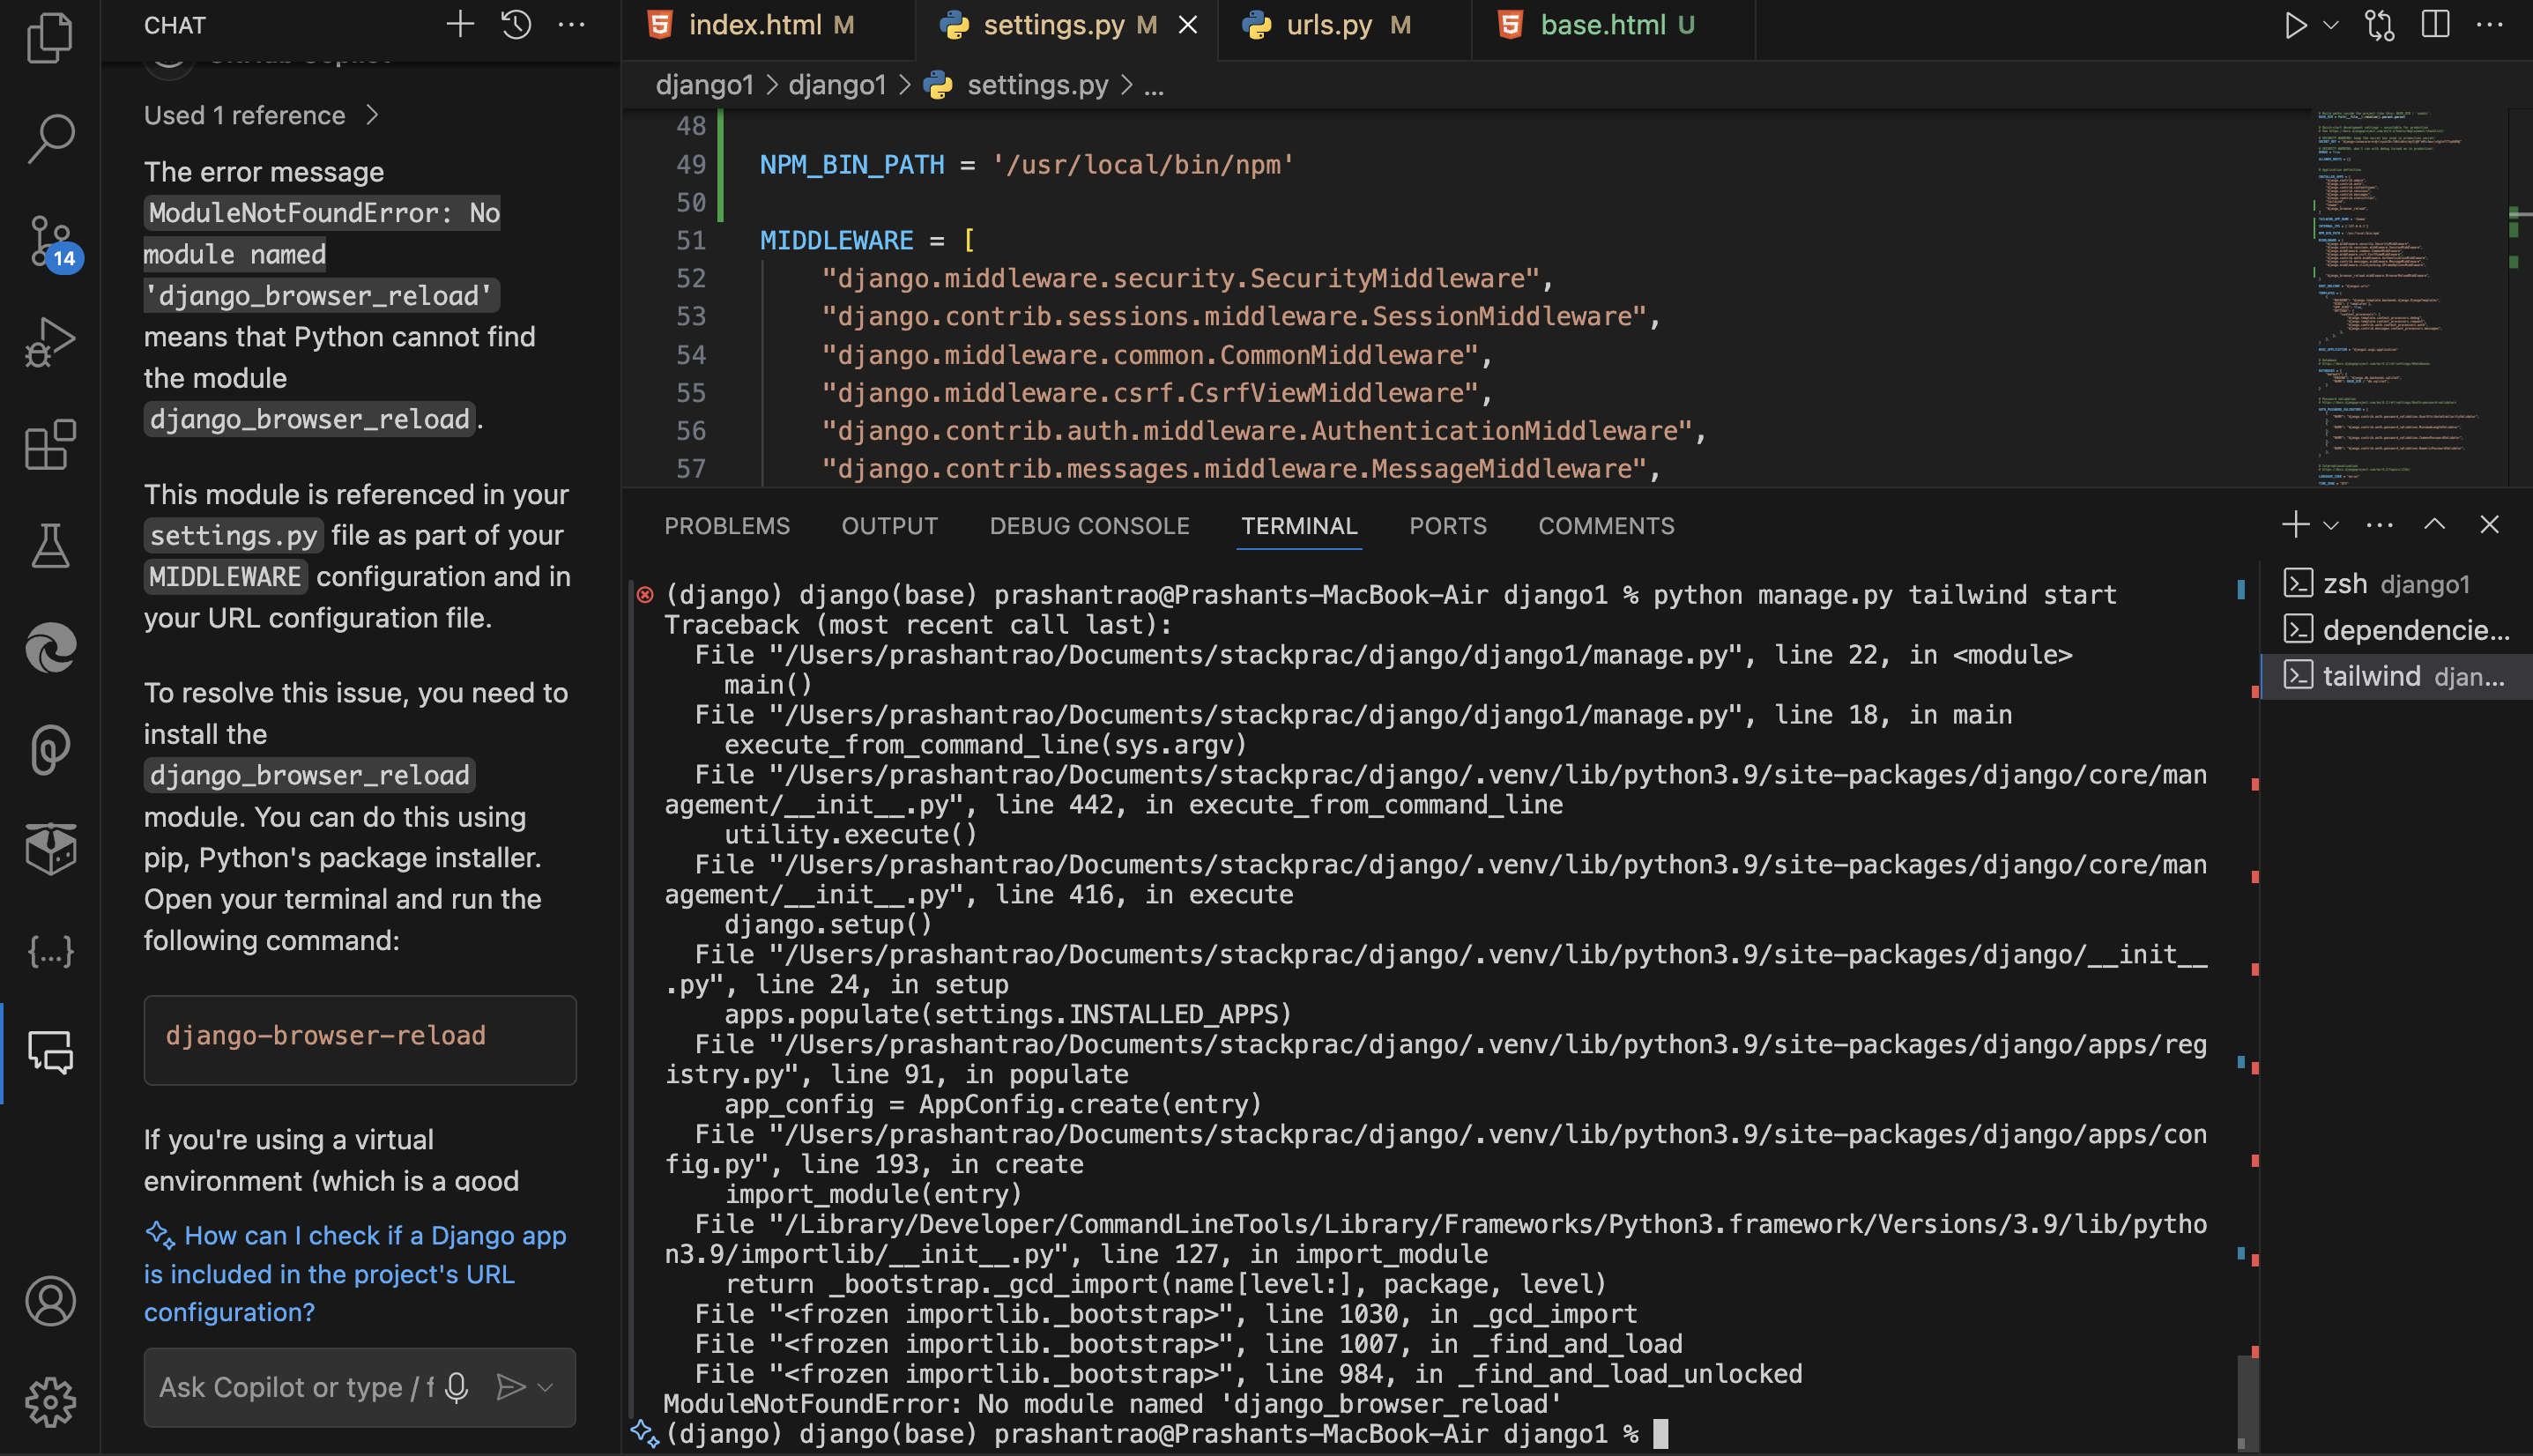 CHAT
Used 1 reference
The error message
ModuleNotFoundError: No
module named
'django_browser_reload'
means that Python cannot find
the module
django_browser_reload.
This module is referenced in your
settings.py file as part of your
MIDDLEWARE configuration and in
your URL configuration file.
To resolve this issue, you need to
install the
django_browser_reload
module. You can do this using
pip, Python's package installer.
Open your terminal and run the
following command:
django-browser-reload
If you're using a virtual
environment (which is a good
How can I check if a Django app
is included in the project's URL
configuration?
Ask Copilot or type / f
14
index.html M
settings.py M
urls.py M
base.html U
django1 > django1 > settings.py > ...
48
49 NPM_BIN_PATH = '/usr/local/bin/npm'
50
51 MIDDLEWARE = [
52 "django.middleware.security.SecurityMiddleware",
53 "django.contrib.sessions.middleware.SessionMiddleware",
54 "django.middleware.common.CommonMiddleware",
55 "django.middleware.csrf.CsrfViewMiddleware",
56 "django.contrib.auth.middleware.AuthenticationMiddleware",
57 "django.contrib.messages.middleware.MessageMiddleware",
PROBLEMS OUTPUT DEBUG CONSOLE TERMINAL PORTS COMMENTS
(django) django(base) prashantrao@Prashants-MacBook-Air django1 % python manage.py tailwind start
Traceback (most recent call last):
File "/Users/prashantrao/Documents/stackprac/django/django1/manage.py", line 22, in <module>
main()
File "/Users/prashantrao/Documents/stackprac/django/django1/manage.py", line 18, in main
execute_from_command_line(sys.argv)
File "/Users/prashantrao/Documents/stackprac/django/.venv/lib/python3.9/site-packages/django/core/man
agement/__init__.py", line 442, in execute_from_command_line
utility.execute()
File "/Users/prashantrao/Documents/stackprac/django/.venv/lib/python3.9/site-packages/django/core/man
agement/__init__.py", line 416, in execute
django.setup()
File "/Users/prashantrao/Documents/stackprac/django/.venv/lib/python3.9/site-packages/django/__init__
.py", line 24, in setup
apps.populate(settings.INSTALLED_APPS)
File "/Users/prashantrao/Documents/stackprac/django/.venv/lib/python3.9/site-packages/django/apps/reg
istry.py", line 91, in populate
app_config = AppConfig.create(entry)
File "/Users/prashantrao/Documents/stackprac/django/.venv/lib/python3.9/site-packages/django/apps/con
fig.py", line 193, in create
import_module(entry)
File "/Library/Developer/CommandLineTools/Library/Frameworks/Python3.framework/Versions/3.9/lib/pytho
n3.9/importlib/__init__.py", line 127, in import_module
return _bootstrap._gcd_import(name[level:], package, level)
File "<frozen importlib._bootstrap>", line 1030, in _gcd_import
File "<frozen importlib._bootstrap>", line 1007, in _find_and_load
File "<frozen importlib._bootstrap>", line 984, in _find_and_load_unlocked
ModuleNotFoundError: No module named 'django_browser_reload'
(django) django(base) prashantrao@Prashants-MacBook-Air django1 %
zsh django1
dependencie...
tailwind djan...